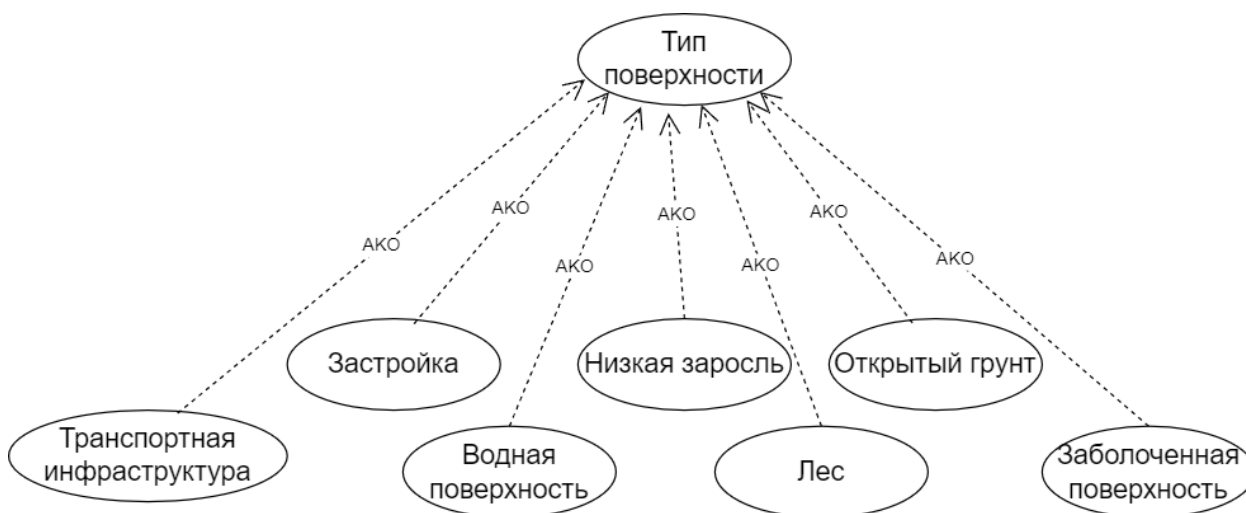 Тип
поверхности
АКО
АКО
АКО
АКО
АКО
АКО
АКО
Застройка
Низкая заросль
Открытый грунт
Транспортная
инфраструктура
Водная
поверхность
Лес
Заболоченная
поверхность